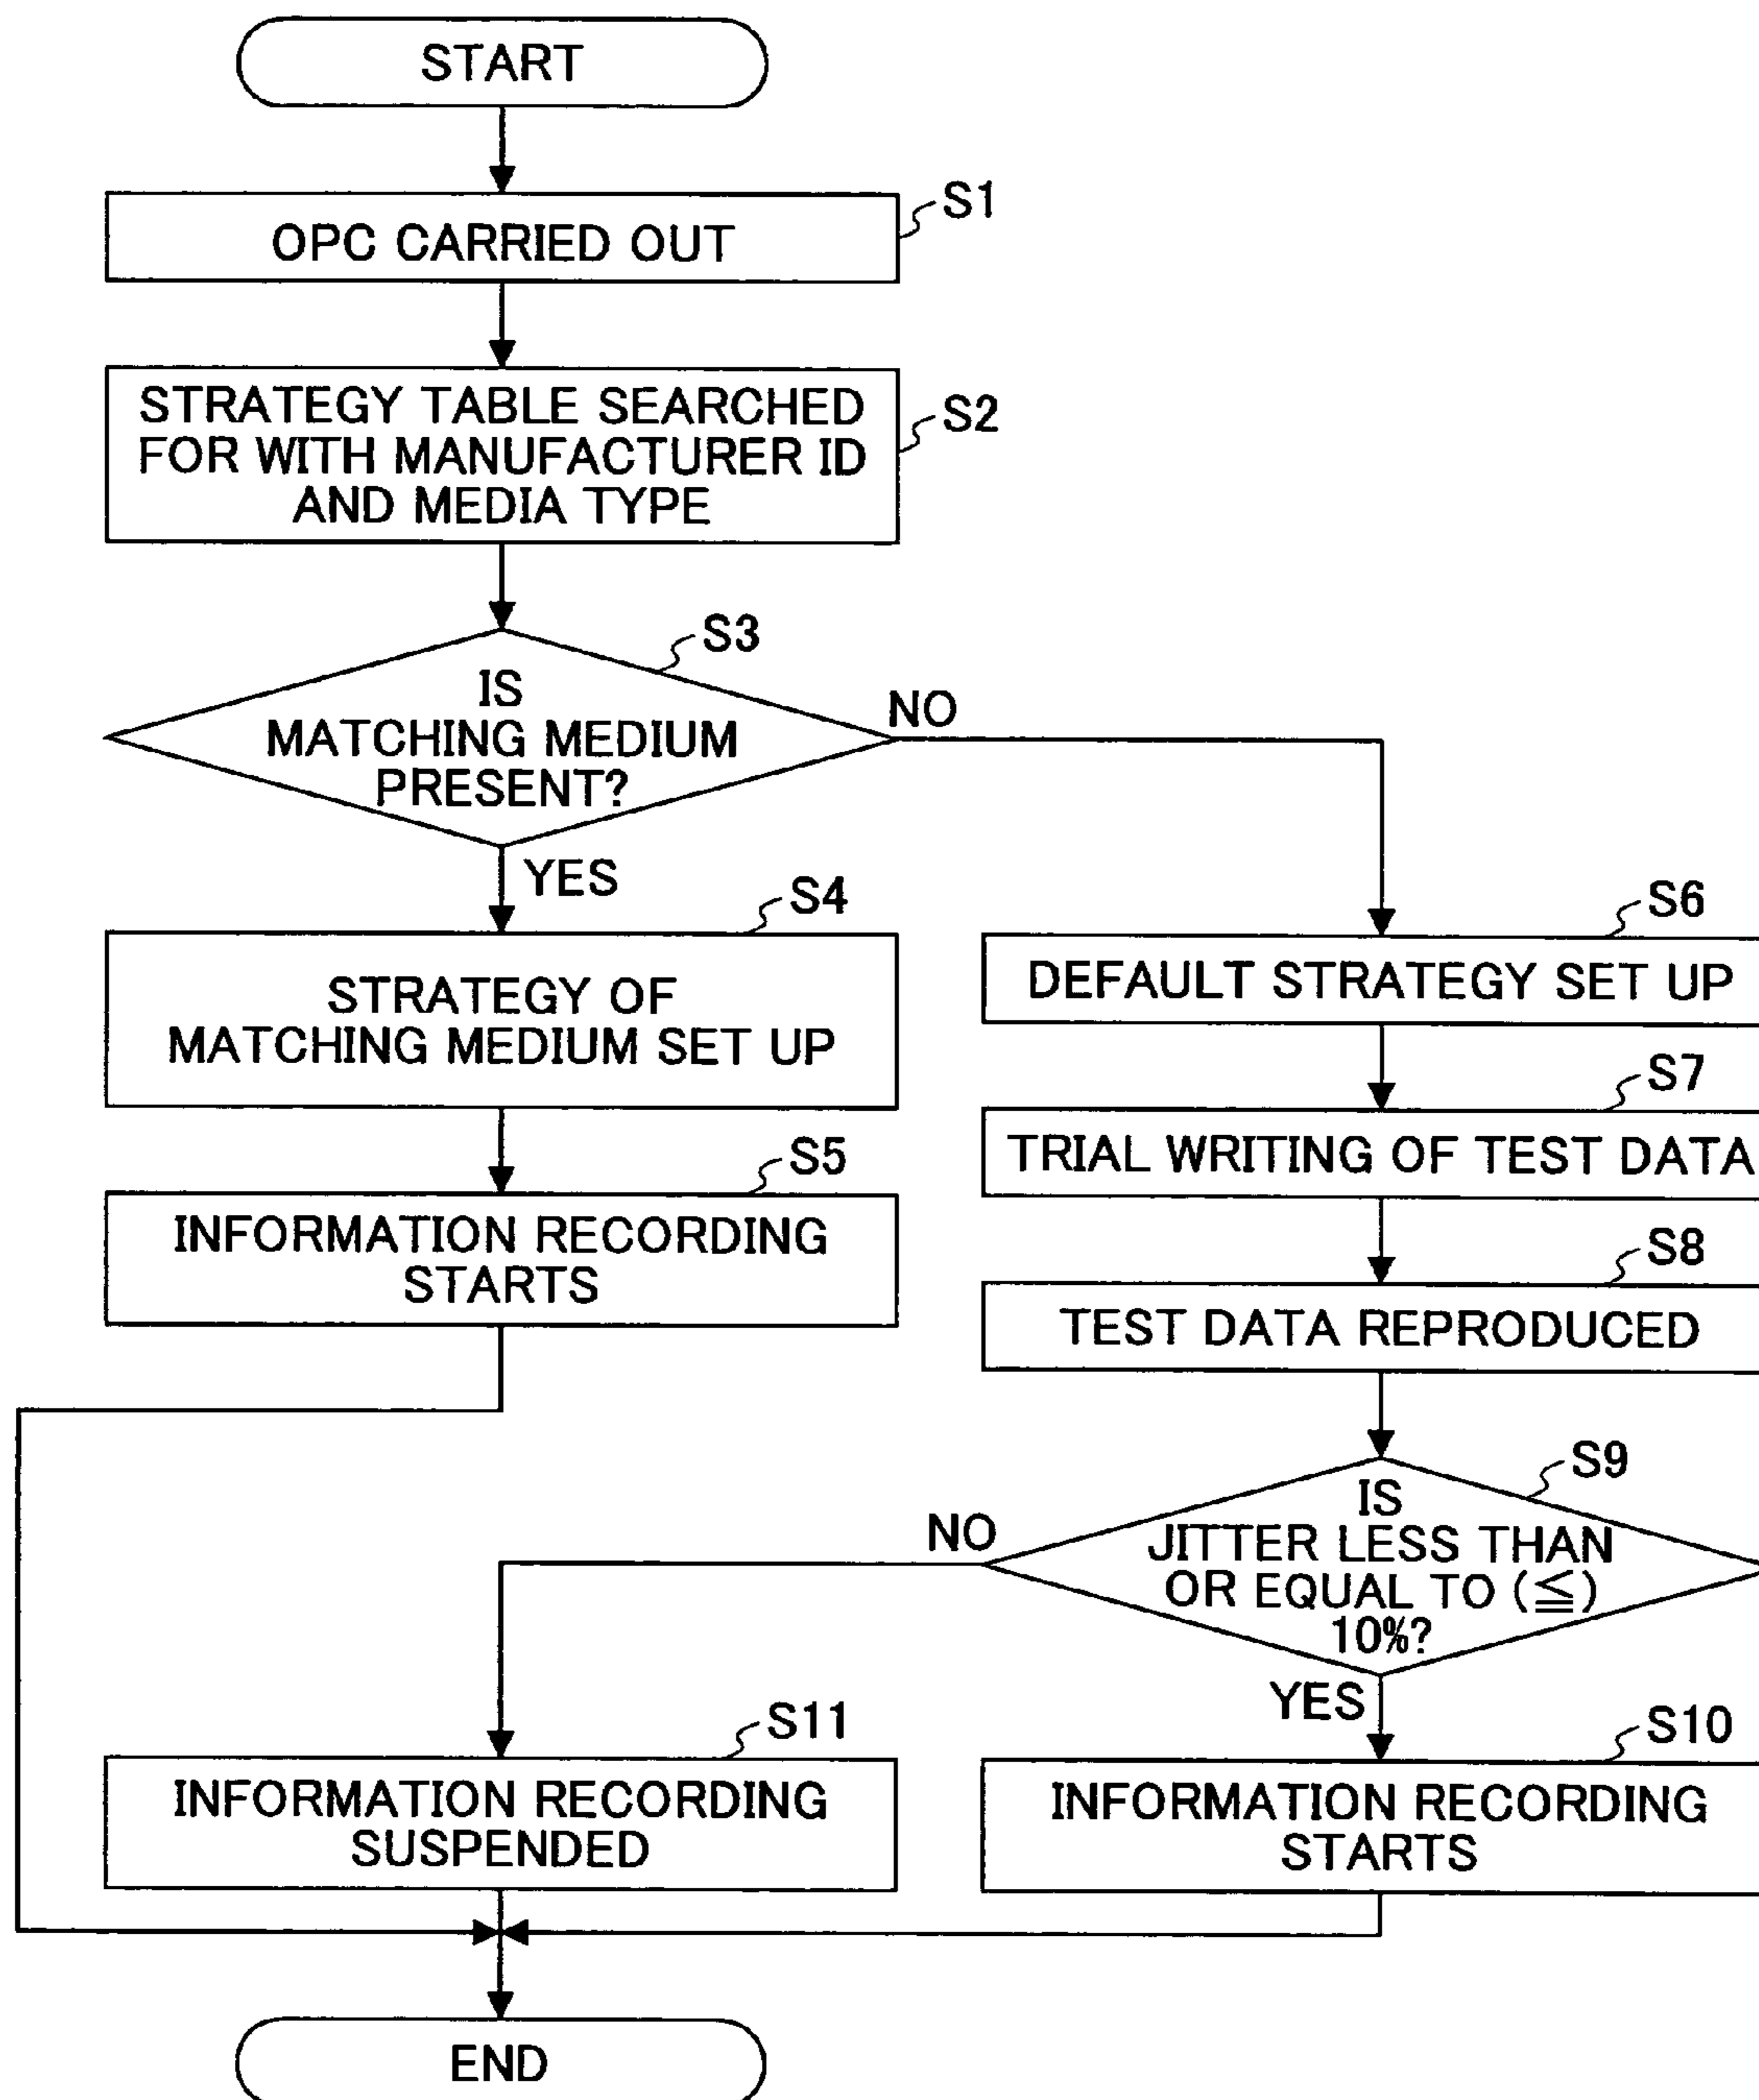 START
S1
OPC CARRIED OUT
S2
STRATEGY TABLE SEARCHED
FOR WITH MANUFACTURER ID
AND MEDIA TYPE
S3
IS
MATCHING MEDIUM
PRESENT?
NO
YES
S4
STRATEGY OF
MATCHING MEDIUM SET UP
S5
INFORMATION RECORDING
STARTS
S6
DEFAULT STRATEGY SET UP
S7
TRIAL WRITING OF TEST DATA
S8
TEST DATA REPRODUCED
S9
IS
JITTER LESS THAN
OR EQUAL TO (≦)
10%?
NO
YES
S11
INFORMATION RECORDING
SUSPENDED
S10
INFORMATION RECORDING
STARTS
END